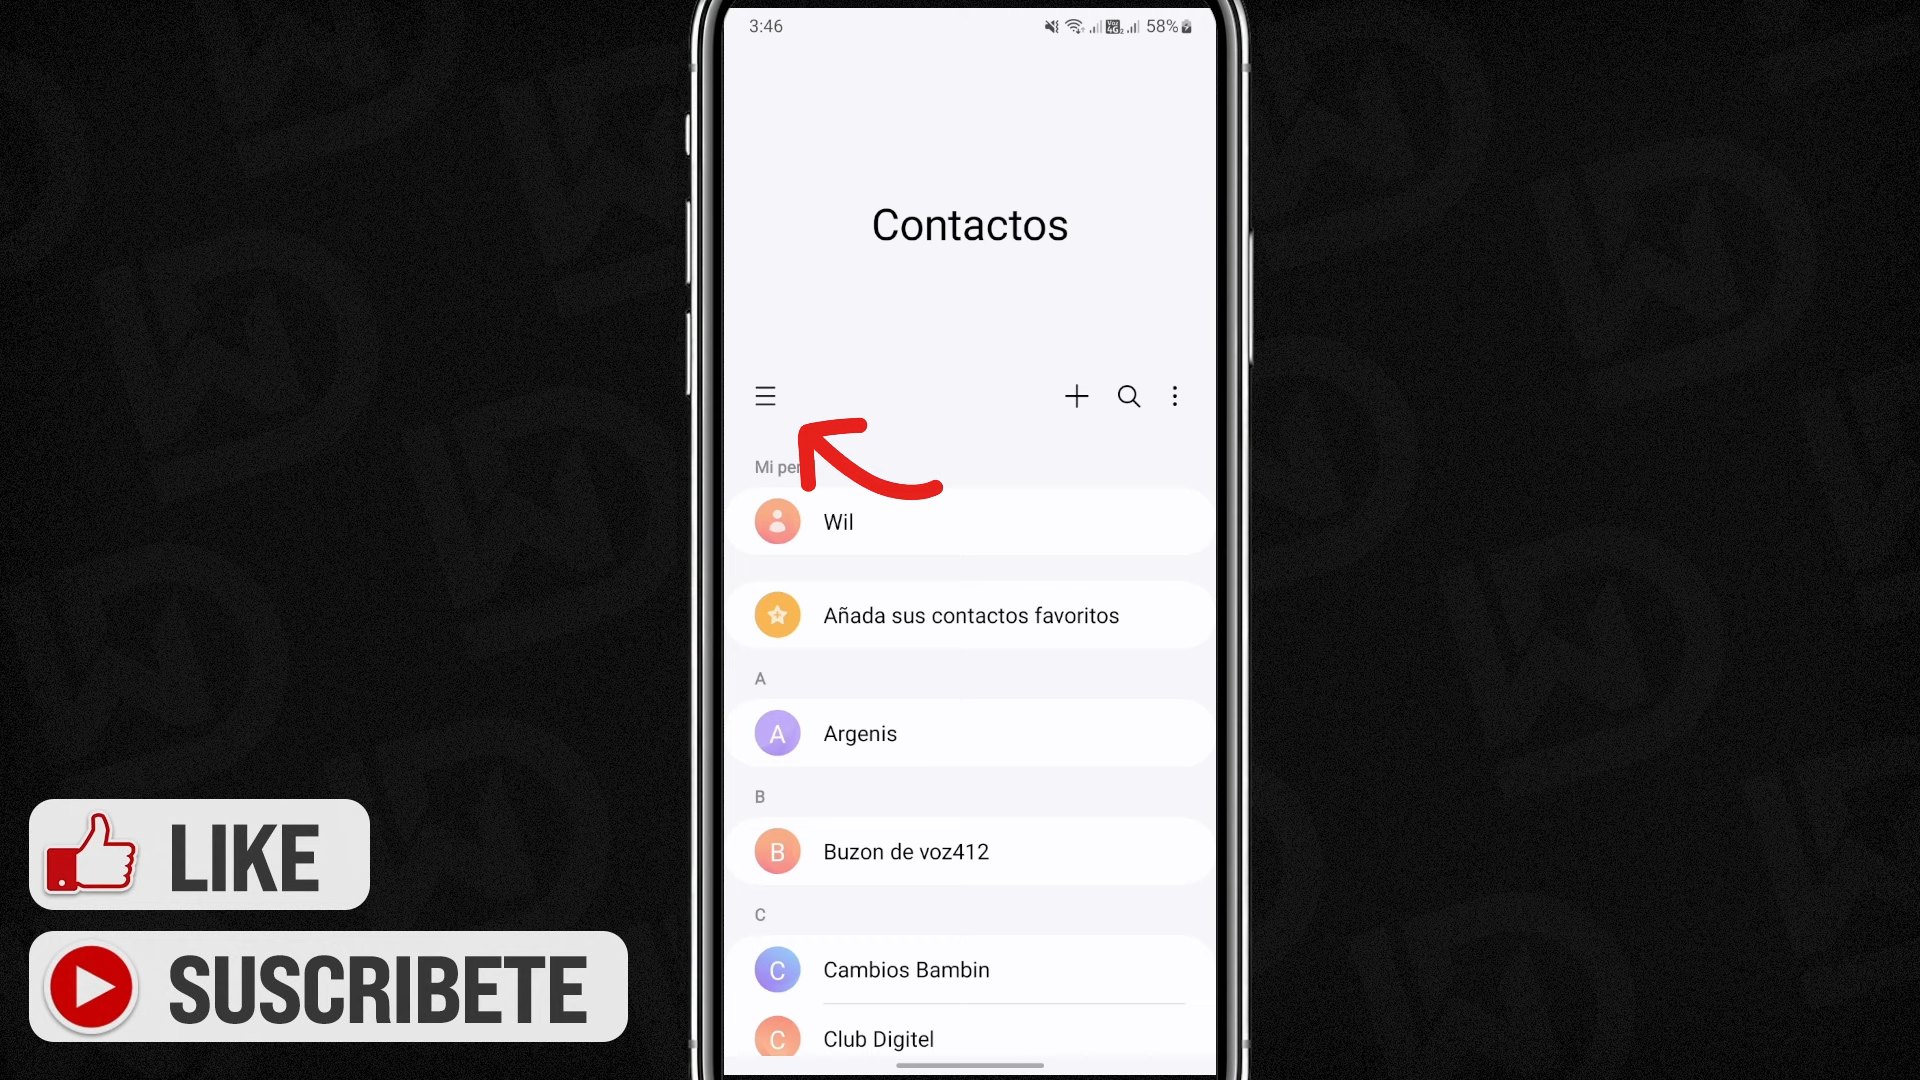 3:46
58%
Contactos
Mi per
Wil
Añada sus contactos favoritos
A
A Argenis
B
B Buzon de voz412
C
C Cambios Bambin
C Club Digitel
LIKE
SUSCRIBETE